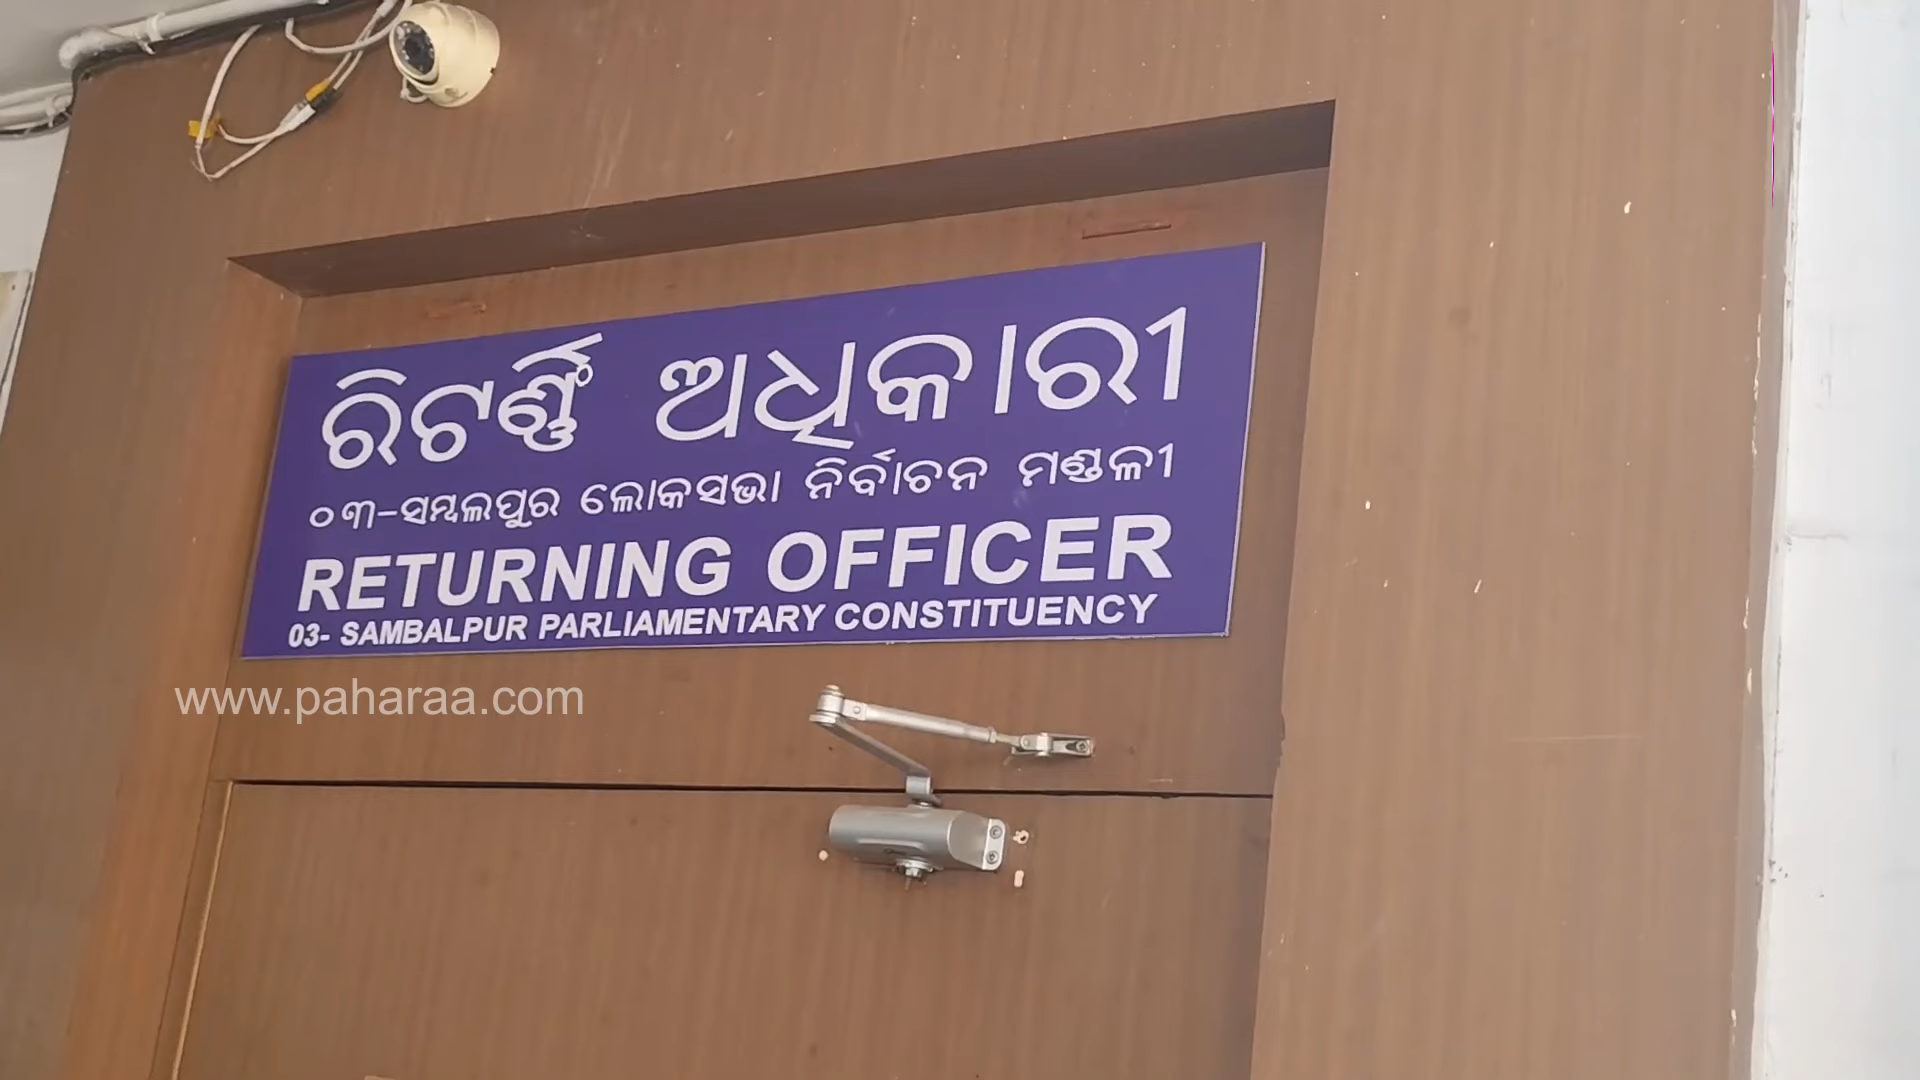 ରିଟର୍ଣ୍ଣିଂ ଅଧିକାରୀ
୦୩-ସମ୍ବଲପୁର ଲୋକସଭା ନିର୍ବାଚନ ମଣ୍ଡଳୀ
RETURNING OFFICER
03- SAMBALPUR PARLIAMENTARY CONSTITUENCY
www.paharaa.com